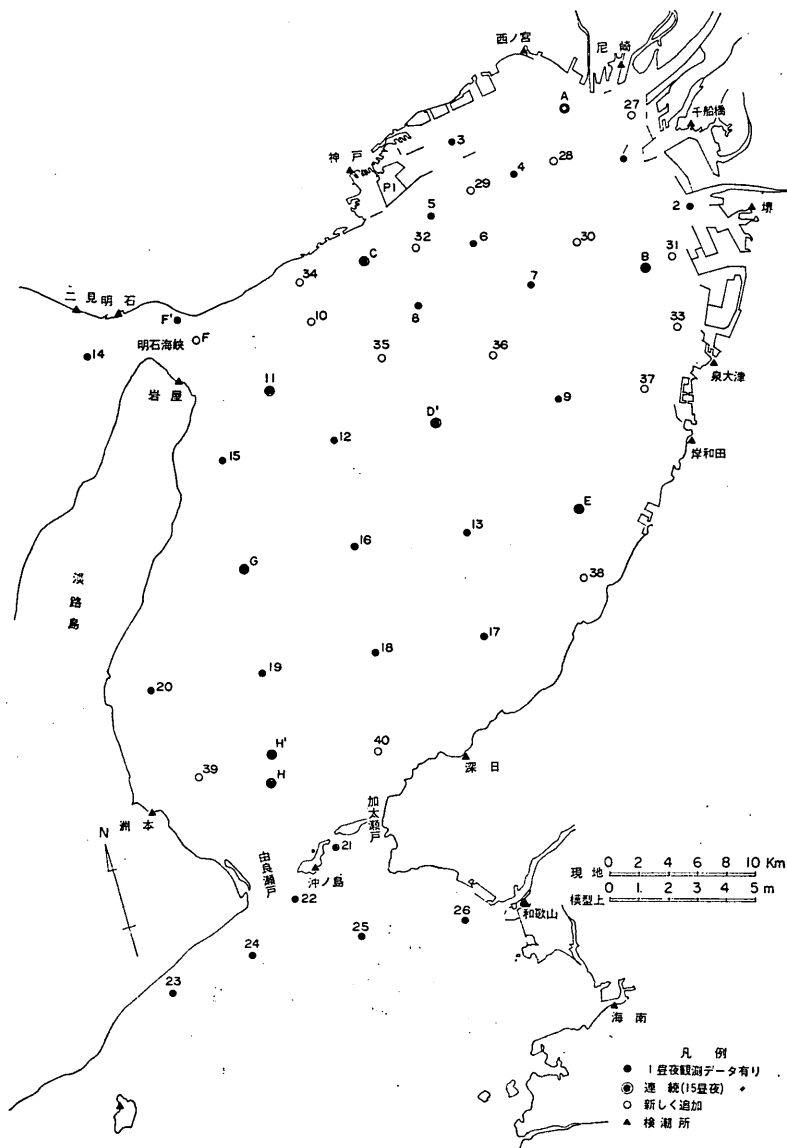 西ノ宮
尼崎
A
27
千船橋
3
28
神戸
4
29
PI
2
堺
5
32
6
30
C
B
31
34
7
二見
明石
F'
10
8
33
F
14
明石海峡
35
36
泉大津
岩屋
11
37
9
D'
12
岸和田
15
E
13
16
G
38
淡路島
17
18
19
20
H'
40
深日
39
H
加太瀬戸
洲本
N
21
由良瀬戸
沖ノ島
現地 0 2 4 6 8 10 Km
模型上 0 1. 2 3 4 5 m
22
和歌山
26
25
24
23
海南
凡例
● 1昼夜観測データ有り
◉ 連続(15昼夜) 〃
○ 新しく追加
▲ 検潮所